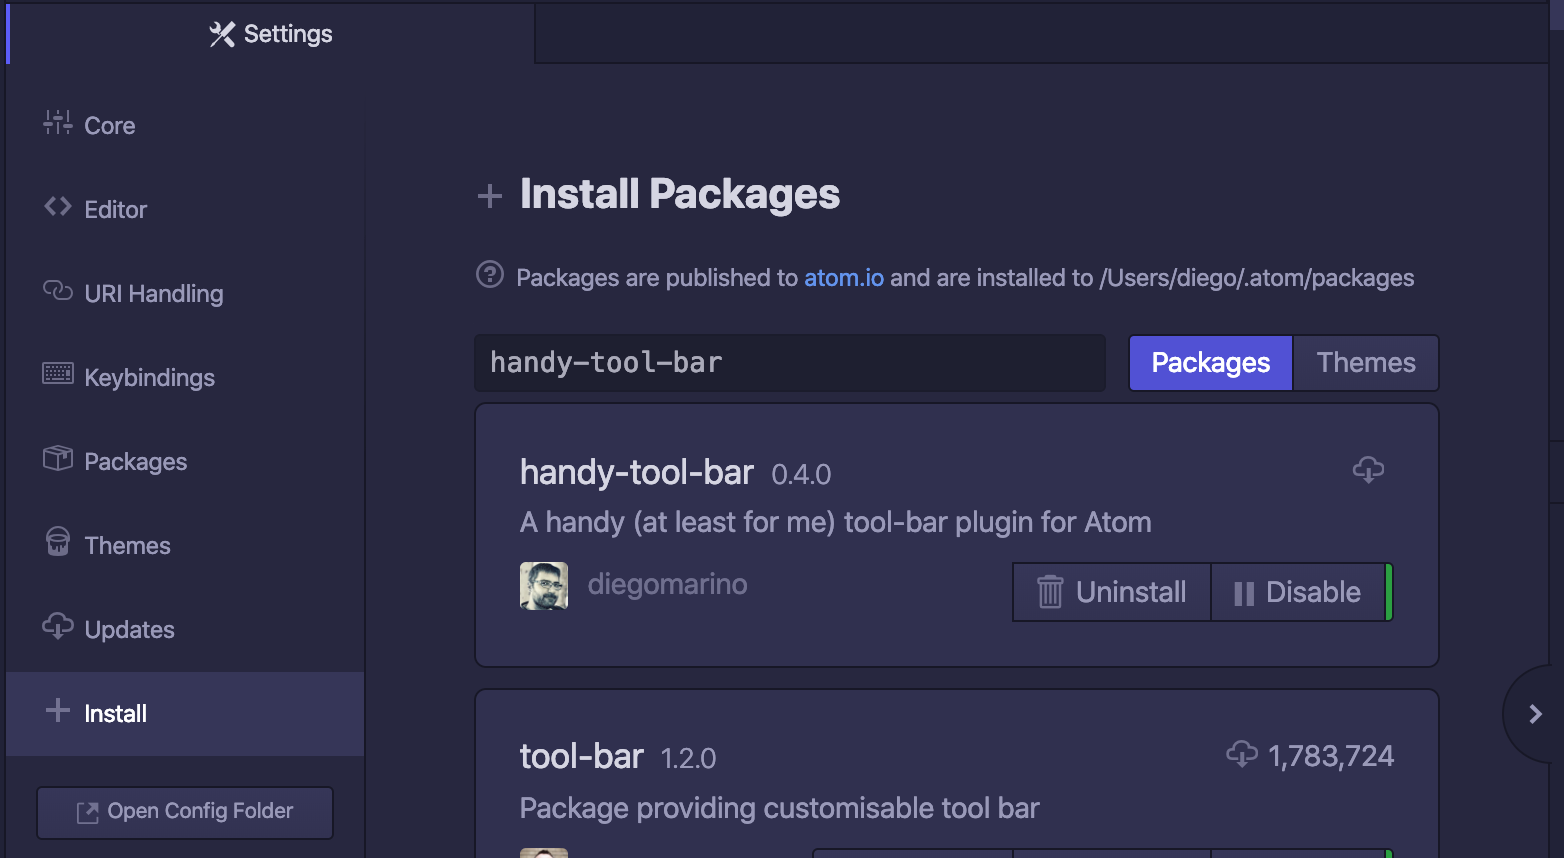 Settings
Core
Editor
URI Handling
Keybindings
Packages
Themes
Updates
Install
Open Config Folder
Install Packages
Packages are published to atom.io and are installed to /Users/diego/.atom/packages
handy-tool-bar
Packages
Themes
handy-tool-bar 0.4.0
A handy (at least for me) tool-bar plugin for Atom
diegomarino
Uninstall
Disable
tool-bar 1.2.0
1,783,724
Package providing customisable tool bar